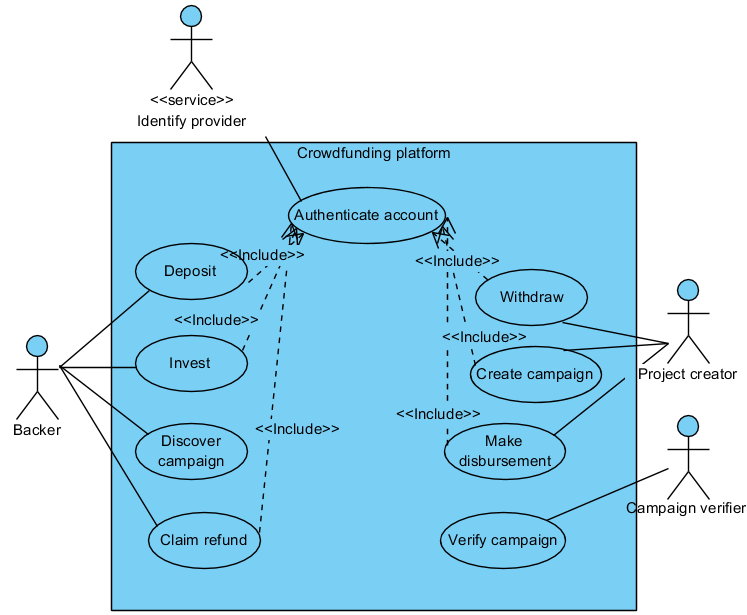 <<service>>
Identify provider
Crowdfunding platform
Authenticate account
<<Include>>
<<Include>>
Deposit
Withdraw
<<Include>>
<<Include>>
Invest
Create campaign
Project creator
<<Include>>
<<Include>>
Backer
Discover
campaign
Make
disbursement
Campaign verifier
Claim refund
Verify campaign